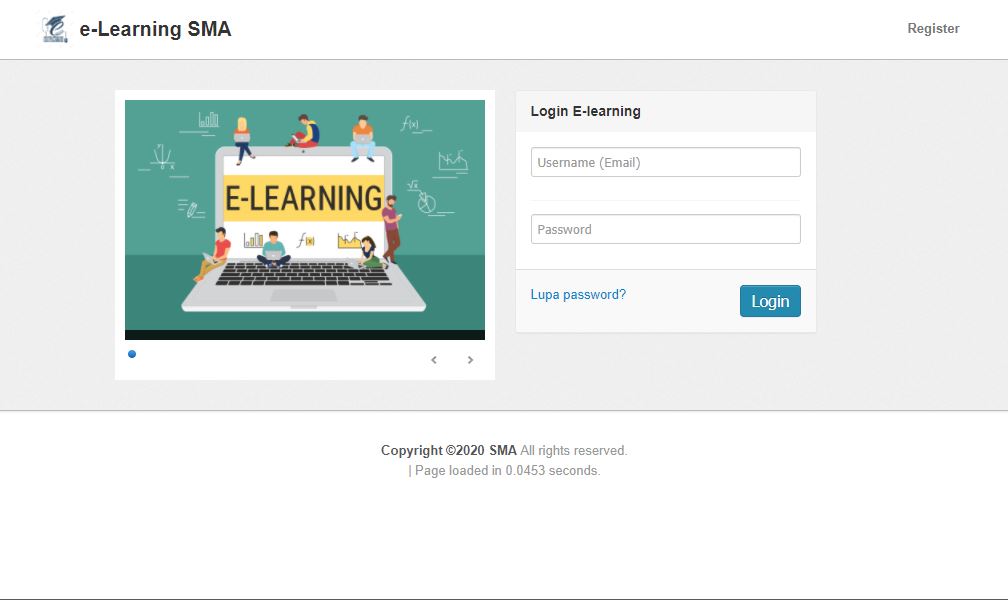 e-Learning SMA
Register
E-LEARNING
f(x)
√x
f(x)
x
0
Login E-learning
Username (Email)
Password
Lupa password?
Login
Copyright ©2020 SMA All rights reserved.
| Page loaded in 0.0453 seconds.